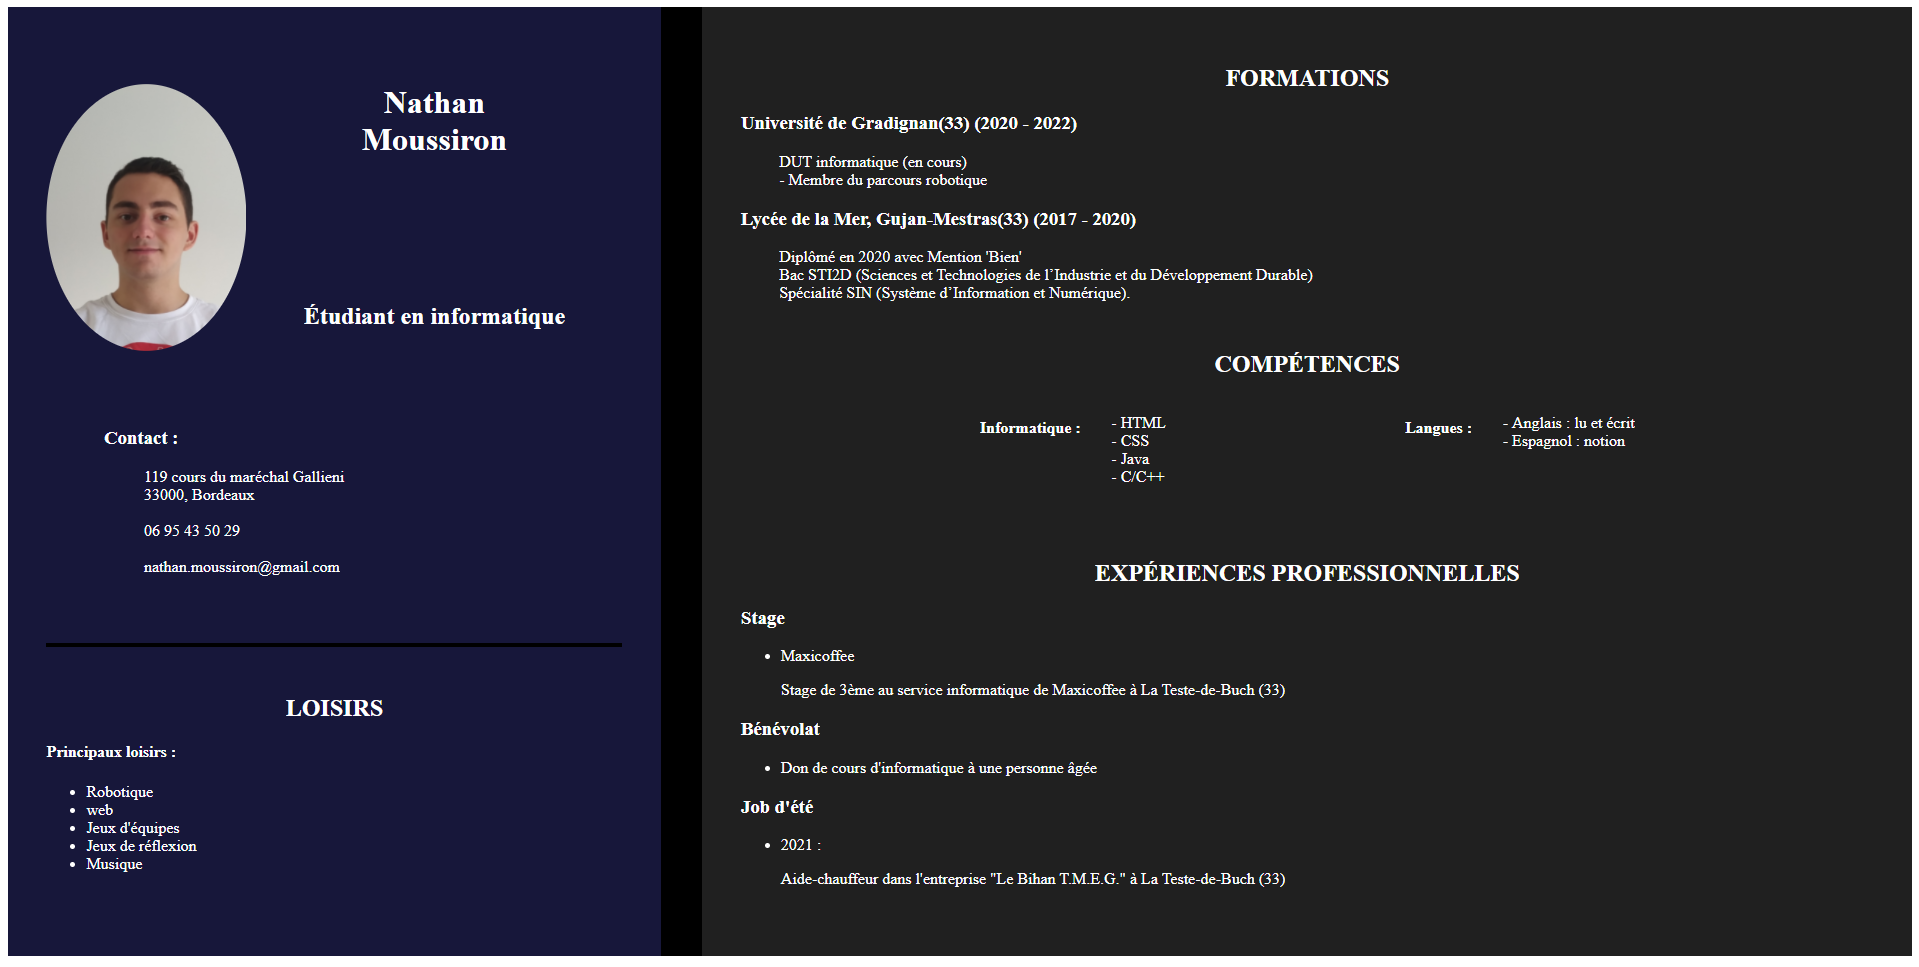 Nathan
Moussiron
Étudiant en informatique
Contact :
119 cours du maréchal Gallieni
33000, Bordeaux
06 95 43 50 29
nathan.moussiron@gmail.com
LOISIRS
Principaux loisirs :
• Robotique
• web
• Jeux d'équipes
• Jeux de réflexion
• Musique
FORMATIONS
Université de Gradignan(33) (2020 - 2022)
DUT informatique (en cours)
- Membre du parcours robotique
Lycée de la Mer, Gujan-Mestras(33) (2017 - 2020)
Diplômé en 2020 avec Mention 'Bien'
Bac STI2D (Sciences et Technologies de l’Industrie et du Développement Durable)
Spécialité SIN (Système d’Information et Numérique).
COMPÉTENCES
Informatique :
- HTML
- CSS
- Java
- C/C++
Langues :
- Anglais : lu et écrit
- Espagnol : notion
EXPÉRIENCES PROFESSIONNELLES
Stage
• Maxicoffee
Stage de 3ème au service informatique de Maxicoffee à La Teste-de-Buch (33)
Bénévolat
• Don de cours d'informatique à une personne âgée
Job d'été
• 2021 :
Aide-chauffeur dans l'entreprise "Le Bihan T.M.E.G." à La Teste-de-Buch (33)